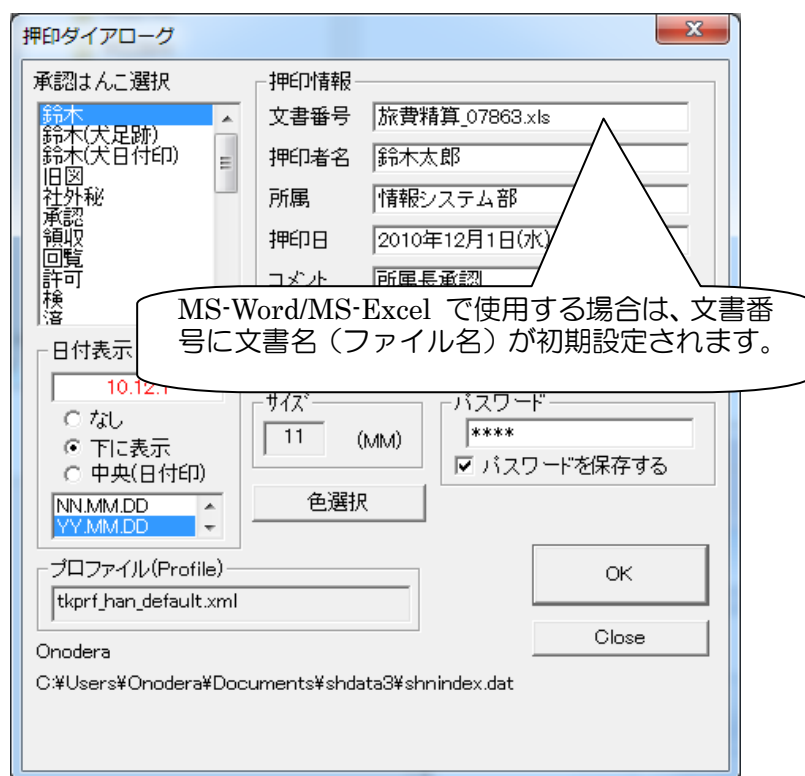 押印ダイアローグ
承認はんこ選択
鈴木
鈴木(犬足跡)
鈴木(犬日付印)
旧図
社外秘
承認
領収
回覧
許可
検
済
押印情報
文書番号 旅費精算_07863.xls
押印者名 鈴木太郎
所属 情報システム部
押印日 2010年12月1日(水)
コメント 所属長承認
MS-Word/MS-Excel で使用する場合は、文書番
号に文書名（ファイル名）が初期設定されます。
日付表示
10.12.1
なし
下に表示
中央(日付印)
NN.MM.DD
YY.MM.DD
サイズ
11 (MM)
色選択
パスワード
****
パスワードを保存する
プロファイル(Profile)
tkprf_han_default.xml
OK
Close
Onodera
C:¥Users¥Onodera¥Documents¥shdata3¥shnindex.dat